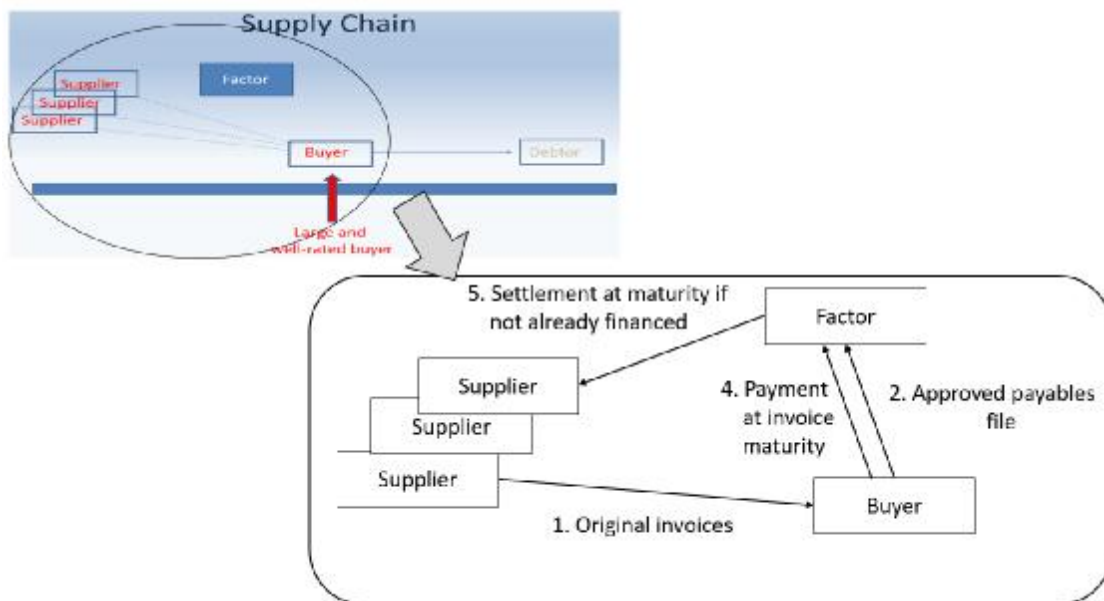 Supply Chain
Factor
Supplier
Supplier
Supplier
Buyer
Debtor
Large and
well-rated buyer
5. Settlement at maturity if
not already financed
Factor
Supplier
4. Payment
at invoice
maturity
2. Approved payables
file
Supplier
Supplier
Buyer
1. Original invoices